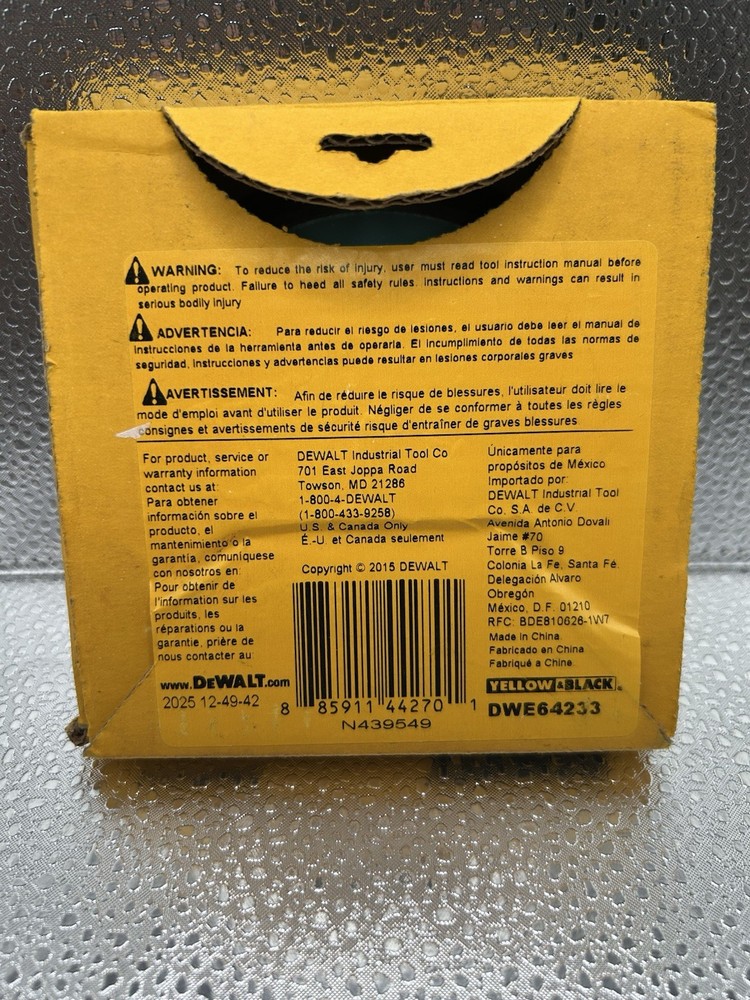 WARNING: To reduce the risk of injury, user must read tool instruction manual before
operating product. Failure to heed all safety rules, instructions and warnings can result in
serious bodily injury
ADVERTENCIA: Para reducir el riesgo de lesiones, el usuario debe leer el manual de
instrucciones de la herramienta antes de operarla. El incumplimiento de todas las normas de
seguridad, instrucciones y advertencias puede resultar en lesiones corporales graves
AVERTISSEMENT: Afin de réduire le risque de blessures, l'utilisateur doit lire le
mode d'emploi avant d'utiliser le produit. Négliger de se conformer à toutes les règles
consignes et avertissements de sécurité risque d'entraîner de graves blessures
For product, service or
warranty information
contact us at:
Para obtener
información sobre el
producto, el
mantenimiento o la
garantía, comuníquese
con nosotros en:
Pour obtenir de
l'information sur les
produits, les
réparations ou la
garantie, prière de
nous contacter au:
www.DEWALT.com
2025 12-49-42
DEWALT Industrial Tool Co
701 East Joppa Road
Towson, MD 21286
1-800-4-DEWALT
(1-800-433-9258)
U.S. & Canada Only
É.-U. et Canada seulement
Copyright © 2015 DEWALT
8 85911 44270 1
N439549
Únicamente para
propósitos de México
Importado por:
DEWALT Industrial Tool
Co. S.A. de C.V.
Avenida Antonio Dovali
Jaime #70
Torre B Piso 9
Colonia La Fe, Santa Fé
Delegación Alvaro
Obregón
México, D.F. 01210
RFC: BDE810626-1W7
Made in China
Fabricado en China
Fabriqué a Chine
YELLOW & BLACK
DWE64233